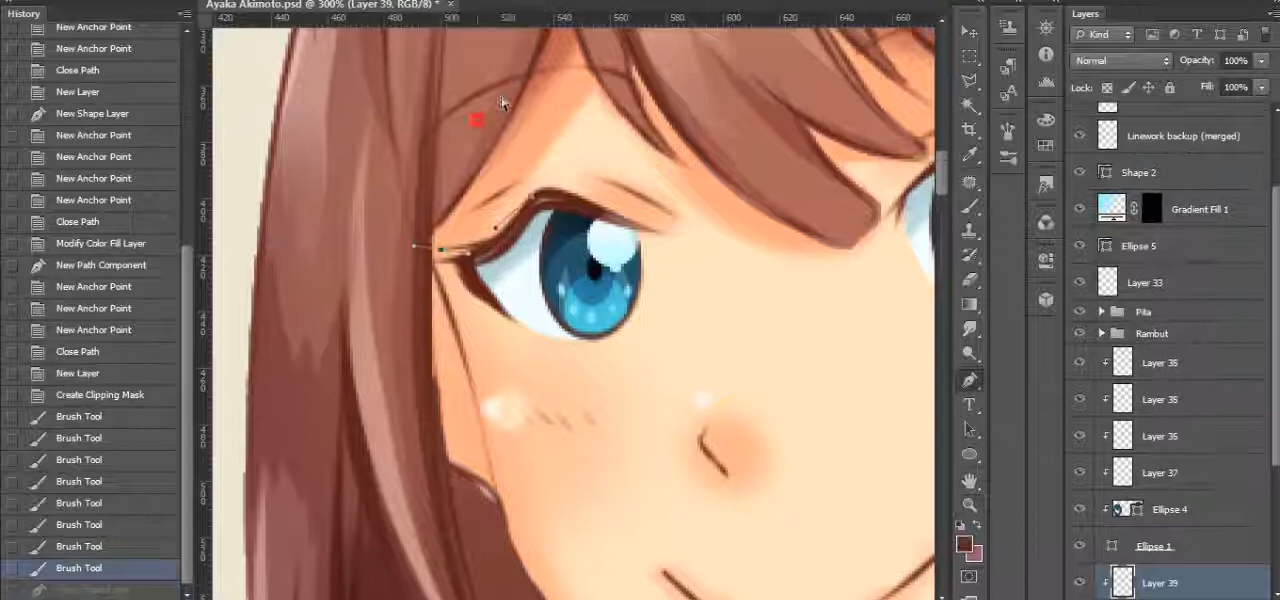 Ayaka Akimoto.psd @ 300% (Layer 39, RGB/8) *
History
New Anchor Point
New Anchor Point
Close Path
New Layer
New Shape Layer
New Anchor Point
New Anchor Point
New Anchor Point
New Anchor Point
Close Path
Modify Color Fill Layer
New Path Component
New Anchor Point
New Anchor Point
New Anchor Point
Close Path
New Layer
Create Clipping Mask
Brush Tool
Brush Tool
Brush Tool
Brush Tool
Brush Tool
Brush Tool
Brush Tool
Brush Tool
420 440 460 480 500 520 540 560 580 600 620 640 660
Layers
Kind
Normal Opacity: 100%
Lock: Fill: 100%
Linework backup (merged)
Shape 2
Gradient Fill 1
Ellipse 5
Layer 33
Pita
Rambut
Layer 35
Layer 35
Layer 35
Layer 37
Ellipse 4
Ellipse 1
Layer 39